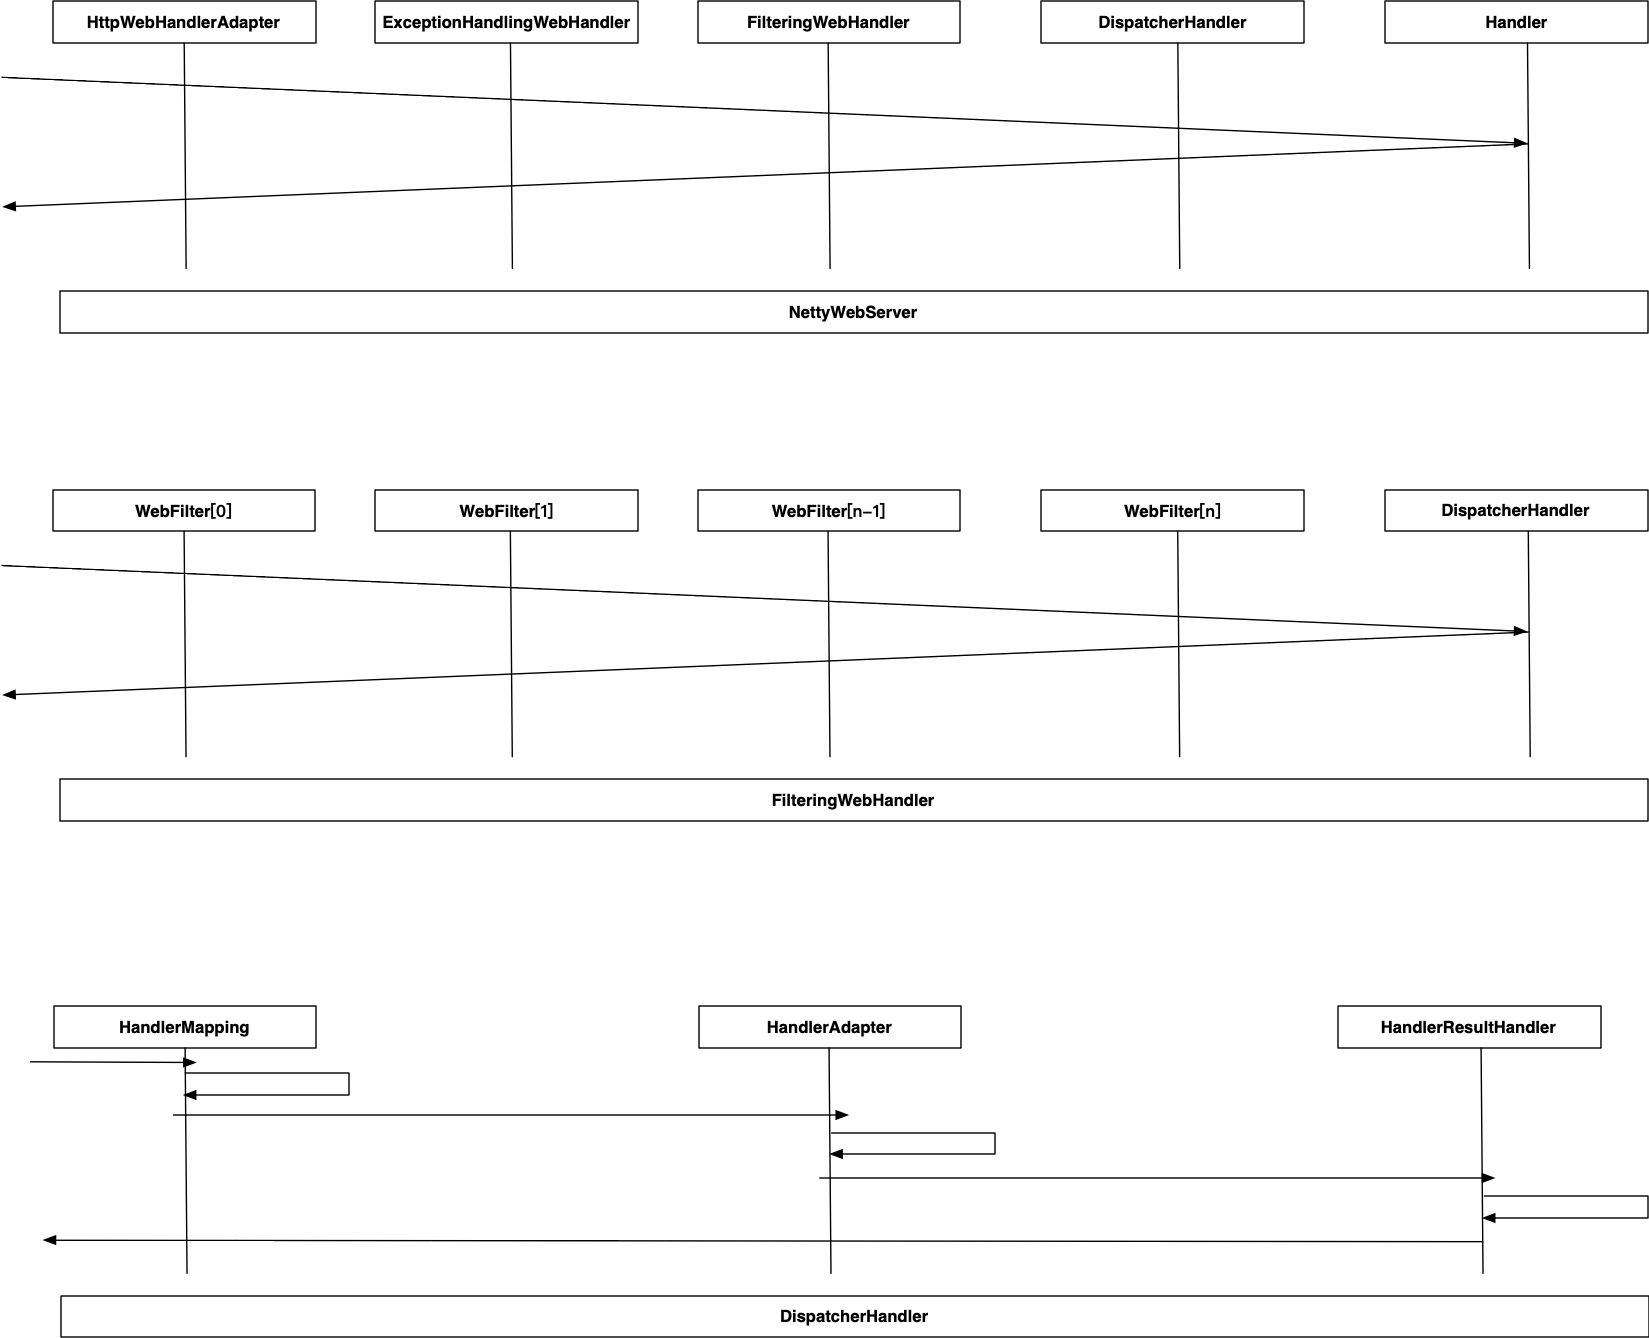 HttpWebHandlerAdapter
ExceptionHandlingWebHandler
FilteringWebHandler
DispatcherHandler
Handler
NettyWebServer
WebFilter[0]
WebFilter[1]
WebFilter[n-1]
WebFilter[n]
DispatcherHandler
FilteringWebHandler
HandlerMapping
HandlerAdapter
HandlerResultHandler
DispatcherHandler